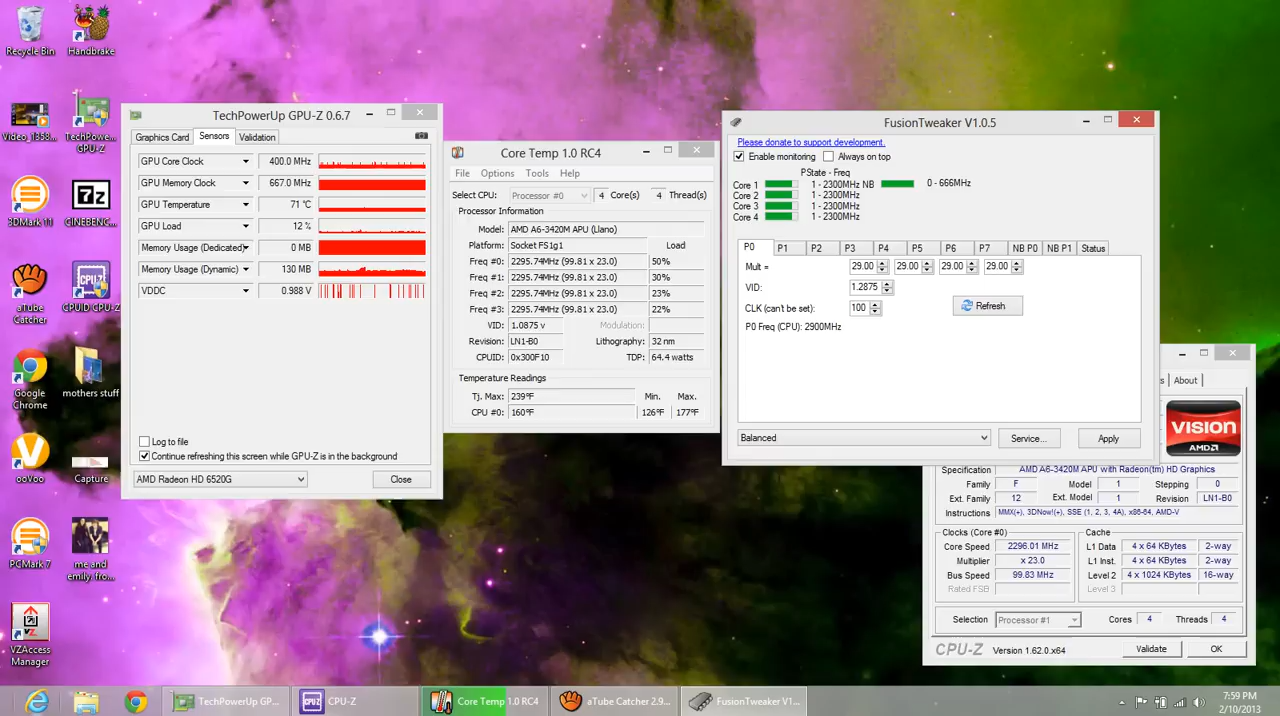 Recycle Bin
Handbrake
Video_1353...
TechPowe...
GPU-Z
3DMark 11
CINEBENC...
aTube
Catcher
CPUID CPU-Z
Google
Chrome
mothers stuff
ooVoo
Capture
PCMark 7
me and
emily, fro...
VZAccess
Manager
TechPowerUp GPU-Z 0.6.7
Graphics Card
Sensors
Validation
GPU Core Clock
400.0 MHz
GPU Memory Clock
667.0 MHz
GPU Temperature
71 °C
GPU Load
12 %
Memory Usage (Dedicated)
0 MB
Memory Usage (Dynamic)
130 MB
VDDC
0.988 V
Log to file
Continue refreshing this screen while GPU-Z is in the background
AMD Radeon HD 6520G
Close
Core Temp 1.0 RC4
File Options Tools Help
Select CPU: Processor #0 4 Core(s) 4 Thread(s)
Processor Information
Model: AMD A6-3420M APU (Llano)
Platform: Socket FS1g1 Load
Freq #0: 2295.74MHz (99.81 x 23.0) 50%
Freq #1: 2295.74MHz (99.81 x 23.0) 30%
Freq #2: 2295.74MHz (99.81 x 23.0) 23%
Freq #3: 2295.74MHz (99.81 x 23.0) 22%
VID: 1.0875 v Modulation:
Revision: LN1-B0 Lithography: 32 nm
CPUID: 0x300F10 TDP: 64.4 watts
Temperature Readings
Tj. Max: 239°F Min. Max.
CPU #0: 160°F 126°F 177°F
FusionTweaker V1.0.5
Please donate to support development.
Enable monitoring Always on top
PState - Freq
Core 1 1 - 2300MHz NB 0 - 666MHz
Core 2 1 - 2300MHz
Core 3 1 - 2300MHz
Core 4 1 - 2300MHz
P0 P1 P2 P3 P4 P5 P6 P7 NB P0 NB P1 Status
Mult = 29.00 29.00 29.00 29.00
VID: 1.2875
CLK (can't be set): 100 Refresh
P0 Freq (CPU): 2900MHz
Balanced Service... Apply
s About
VISION
AMD
Specification AMD A6-3420M APU with Radeon(tm) HD Graphics
Family F Model 1 Stepping 0
Ext. Family 12 Ext. Model 1 Revision LN1-B0
Instructions MMX(+), 3DNow!(+), SSE (1, 2, 3, 4A), x86-64, AMD-V
Clocks (Core #0)
Core Speed 2296.01 MHz
Multiplier x 23.0
Bus Speed 99.83 MHz
Rated FSB
Cache
L1 Data 4 x 64 KBytes 2-way
L1 Inst. 4 x 64 KBytes 2-way
Level 2 4 x 1024 KBytes 16-way
Level 3
Selection Processor #1 Cores 4 Threads 4
CPU-Z Version 1.62.0.x64 Validate OK
TechPowerUp GP...
CPU-Z
Core Temp 1.0 RC4
aTube Catcher 2.9...
FusionTweaker V1...
7:59 PM
2/10/2013